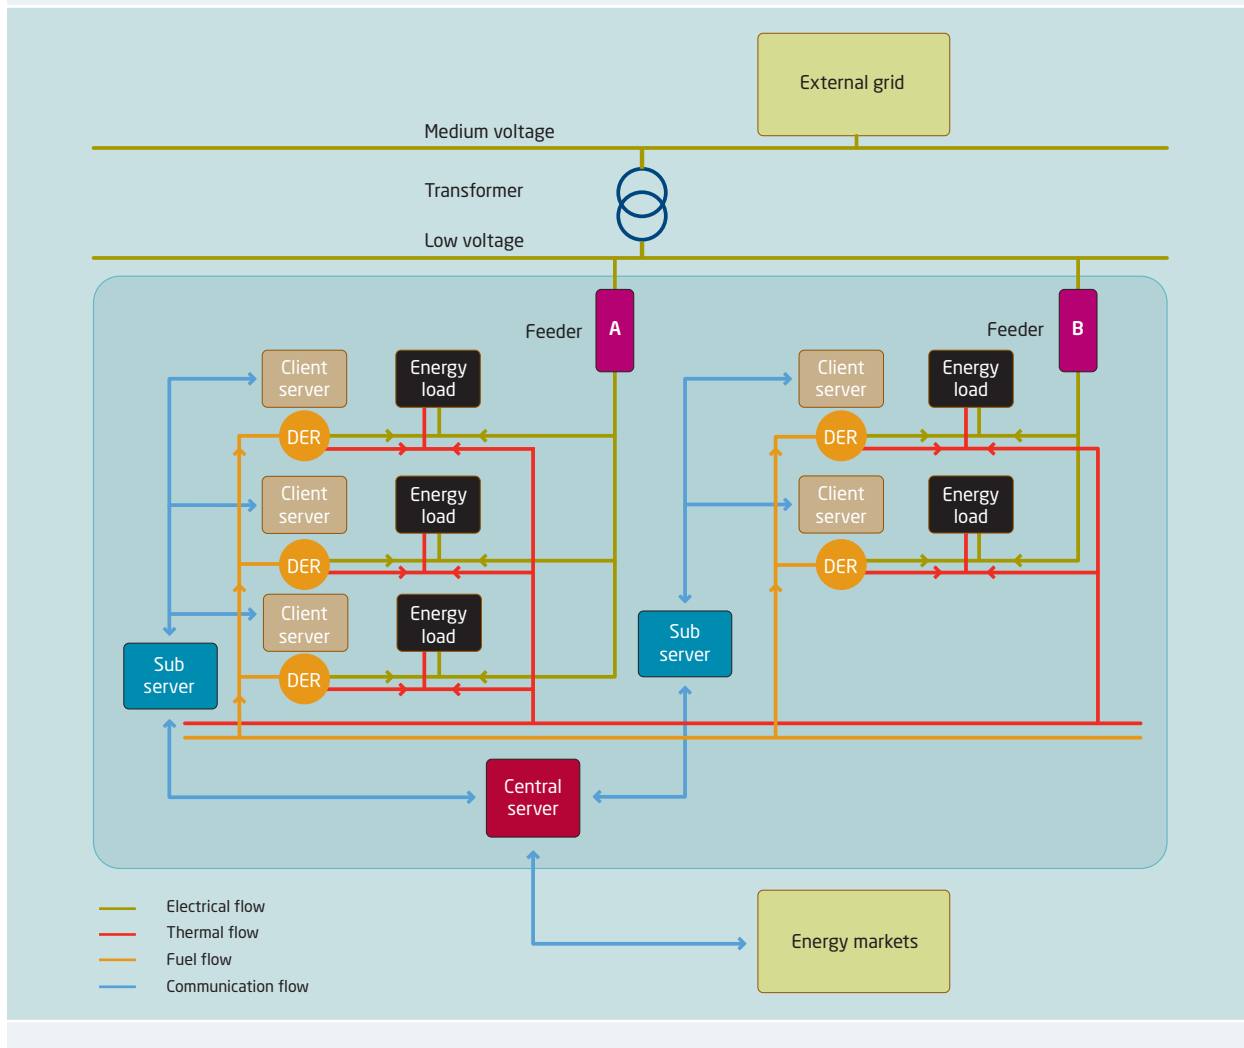 External grid
Medium voltage
Transformer
Low voltage
Feeder
A
Feeder
B
Client
server
Energy
load
Client
server
Energy
load
DER
DER
Client
server
Energy
load
Client
server
Energy
load
DER
DER
Client
server
Energy
load
Sub
server
Sub
server
DER
Central
server
Electrical flow
Thermal flow
Fuel flow
Communication flow
Energy markets